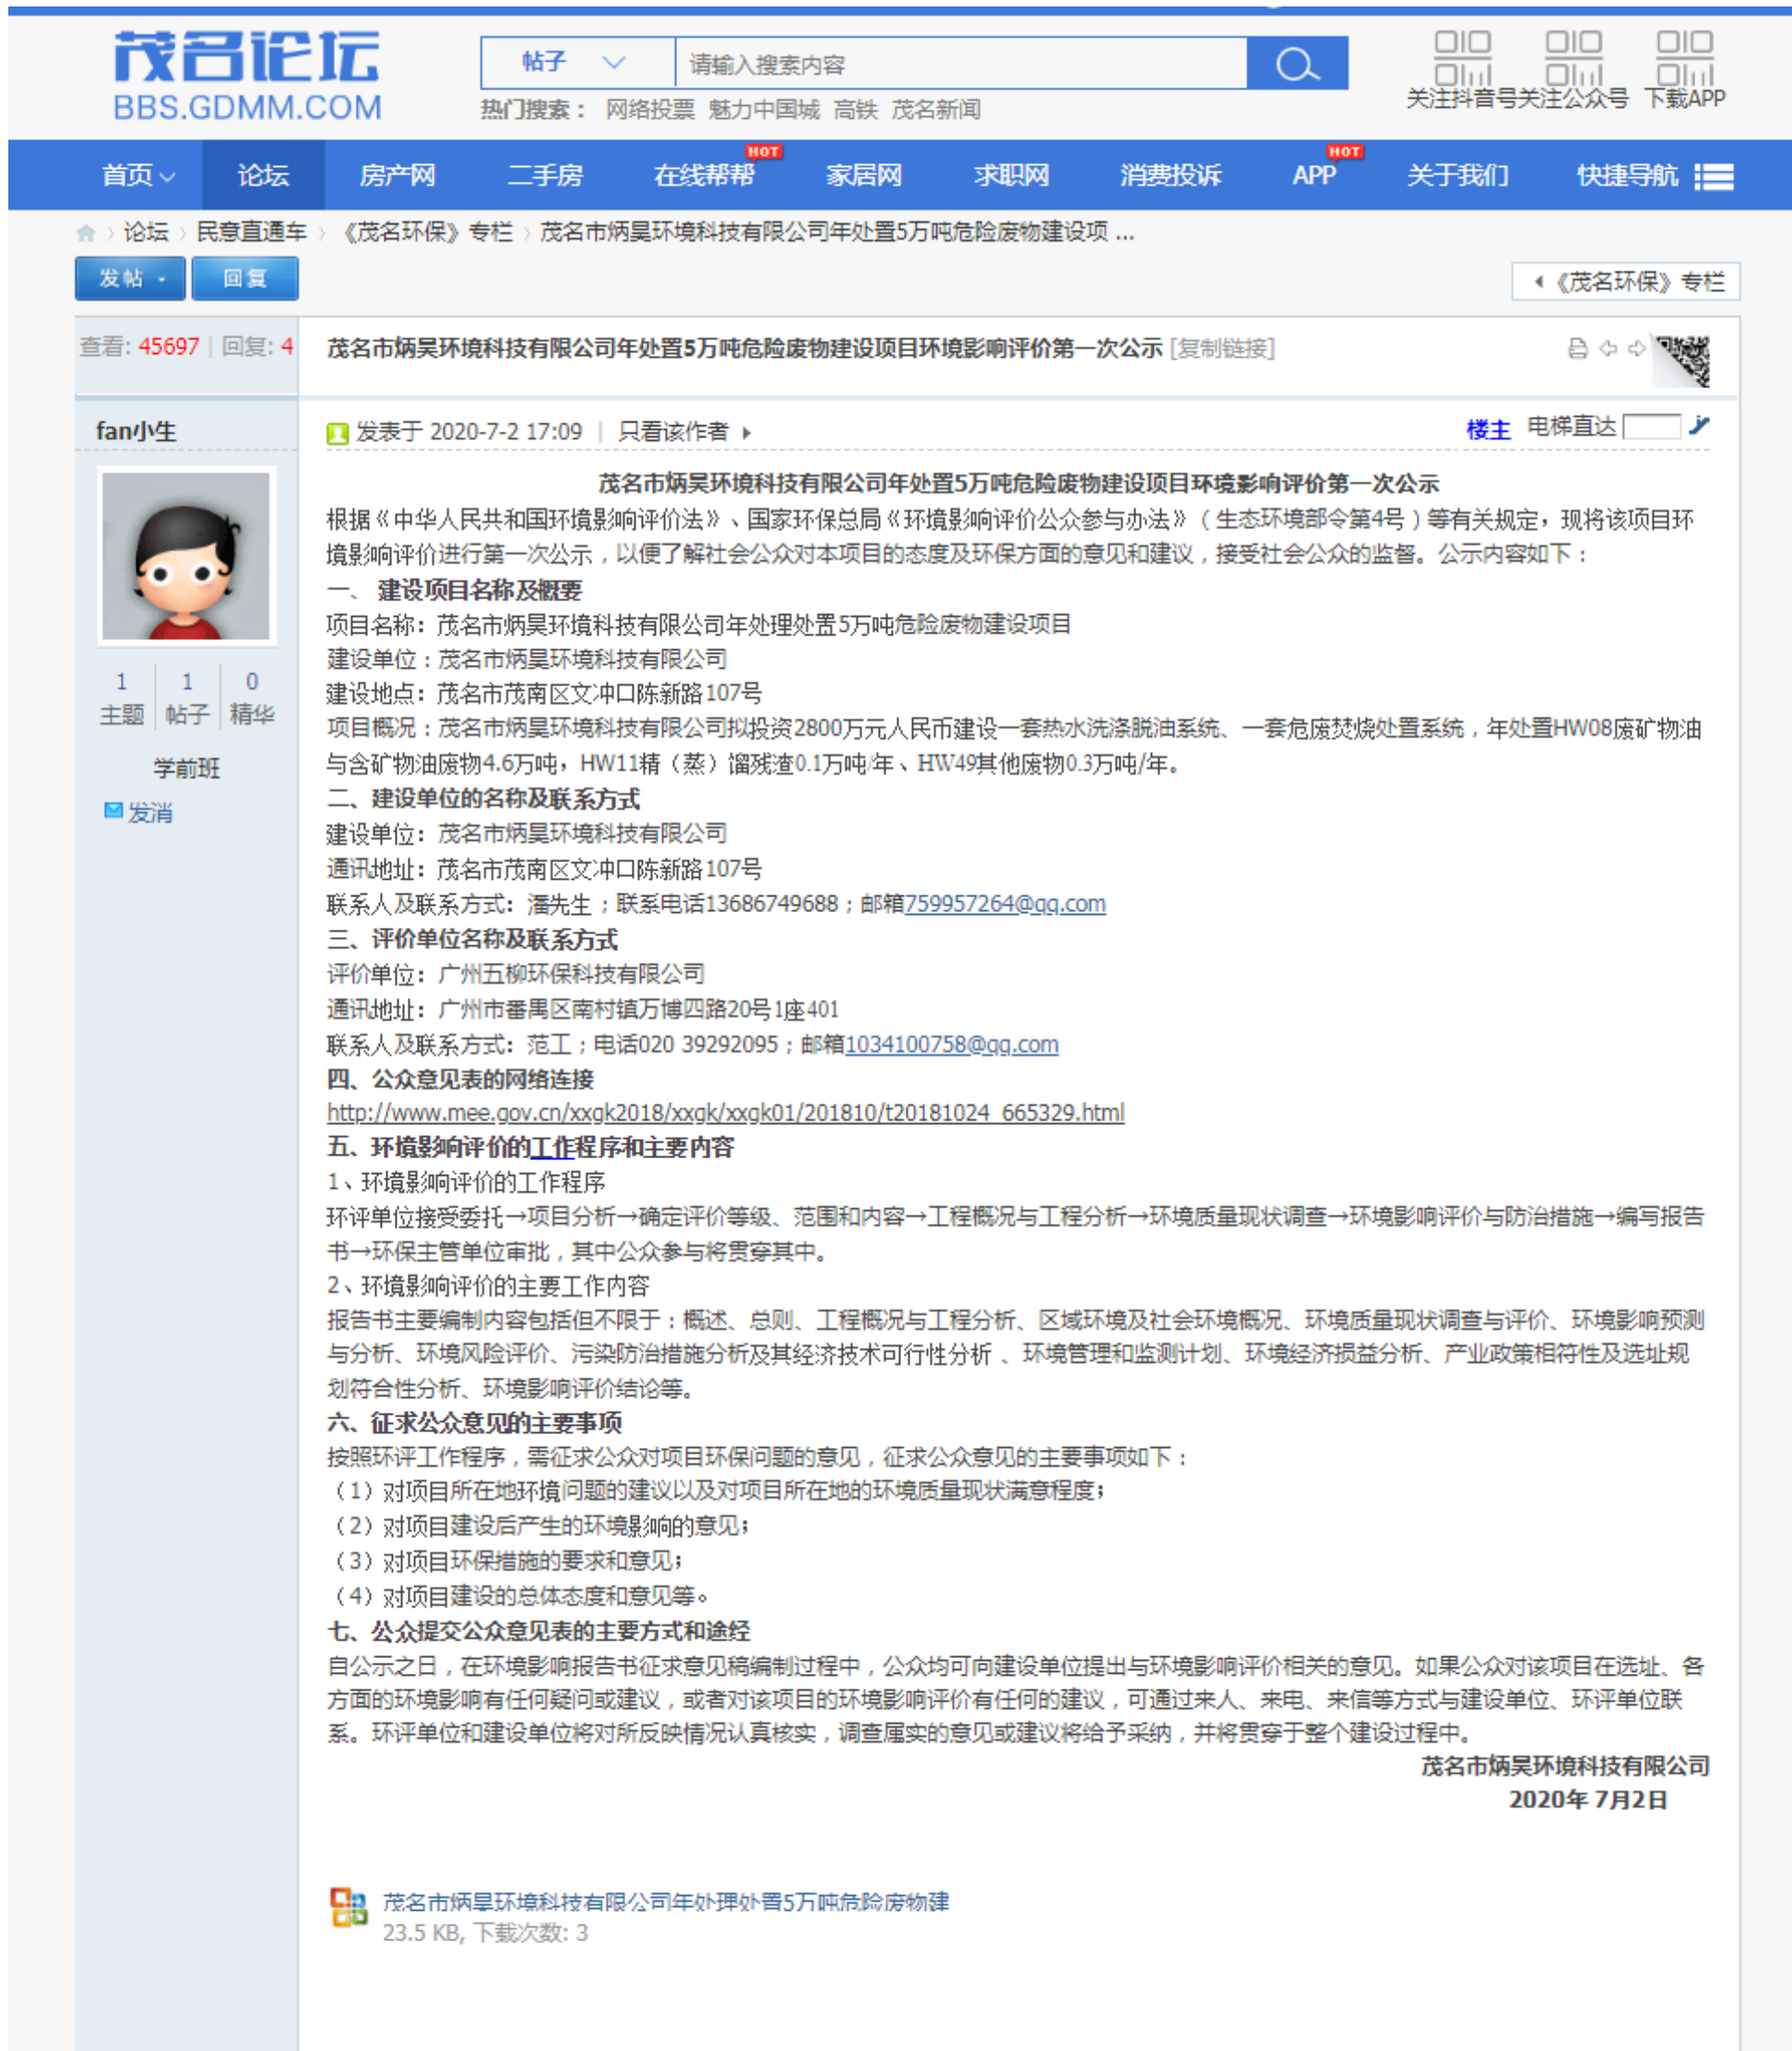 茂名论坛
BBS.GDMM.COM
帖子 请输入搜索内容
热门搜索： 网络投票 魅力中国城 高铁 茂名新闻
关注抖音号 关注公众号 下载APP
首页 论坛 房产网 二手房 在线帮帮 HOT 家居网 求职网 消费投诉 APP HOT 关于我们 快捷导航
论坛 › 民意直通车 › 《茂名环保》专栏 › 茂名市炳昊环境科技有限公司年处置5万吨危险废物建设项 ...
发帖 回复 《茂名环保》专栏
查看: 45697 | 回复: 4 茂名市炳昊环境科技有限公司年处置5万吨危险废物建设项目环境影响评价第一次公示 [复制链接]
fan小生
1 1 0
主题 帖子 精华
学前班
发消
发表于 2020-7-2 17:09 | 只看该作者 楼主 电梯直达
茂名市炳昊环境科技有限公司年处置5万吨危险废物建设项目环境影响评价第一次公示
根据《中华人民共和国环境影响评价法》、国家环保总局《环境影响评价公众参与办法》（生态环境部令第4号）等有关规定，现将该项目环
境影响评价进行第一次公示，以便了解社会公众对本项目的态度及环保方面的意见和建议，接受社会公众的监督。公示内容如下：
一、 建设项目名称及概要
项目名称：茂名市炳昊环境科技有限公司年处理处置5万吨危险废物建设项目
建设单位：茂名市炳昊环境科技有限公司
建设地点：茂名市茂南区文冲口陈新路107号
项目概况：茂名市炳昊环境科技有限公司拟投资2800万元人民币建设一套热水洗涤脱油系统、一套危废焚烧处置系统，年处置HW08废矿物油
与含矿物油废物4.6万吨，HW11精（蒸）馏残渣0.1万吨/年、HW49其他废物0.3万吨/年。
二、建设单位的名称及联系方式
建设单位：茂名市炳昊环境科技有限公司
通讯地址：茂名市茂南区文冲口陈新路107号
联系人及联系方式：潘先生；联系电话13686749688；邮箱759957264@qq.com
三、评价单位名称及联系方式
评价单位：广州五柳环保科技有限公司
通讯地址：广州市番禺区南村镇万博四路20号1座401
联系人及联系方式：范工；电话020 39292095；邮箱1034100758@qq.com
四、公众意见表的网络连接
http://www.mee.gov.cn/xxgk2018/xxgk/xxgk01/201810/t20181024_665329.html
五、环境影响评价的工作程序和主要内容
1、环境影响评价的工作程序
环评单位接受委托→项目分析→确定评价等级、范围和内容→工程概况与工程分析→环境质量现状调查→环境影响评价与防治措施→编写报告
书→环保主管单位审批，其中公众参与将贯穿其中。
2、环境影响评价的主要工作内容
报告书主要编制内容包括但不限于：概述、总则、工程概况与工程分析、区域环境及社会环境概况、环境质量现状调查与评价、环境影响预测
与分析、环境风险评价、污染防治措施分析及其经济技术可行性分析 、环境管理和监测计划、环境经济损益分析、产业政策相符性及选址规
划符合性分析、环境影响评价结论等。
六、征求公众意见的主要事项
按照环评工作程序，需征求公众对项目环保问题的意见，征求公众意见的主要事项如下：
（1）对项目所在地环境问题的建议以及对项目所在地的环境质量现状满意程度；
（2）对项目建设后产生的环境影响的意见；
（3）对项目环保措施的要求和意见；
（4）对项目建设的总体态度和意见等。
七、公众提交公众意见表的主要方式和途经
自公示之日，在环境影响报告书征求意见稿编制过程中，公众均可向建设单位提出与环境影响评价相关的意见。如果公众对该项目在选址、各
方面的环境影响有任何疑问或建议，或者对该项目的环境影响评价有任何的建议，可通过来人、来电、来信等方式与建设单位、环评单位联
系。环评单位和建设单位将对所反映情况认真核实，调查属实的意见或建议将给予采纳，并将贯穿于整个建设过程中。
茂名市炳昊环境科技有限公司
2020年 7月2日
茂名市炳昊环境科技有限公司年处理处置5万吨危险废物建
23.5 KB, 下载次数: 3